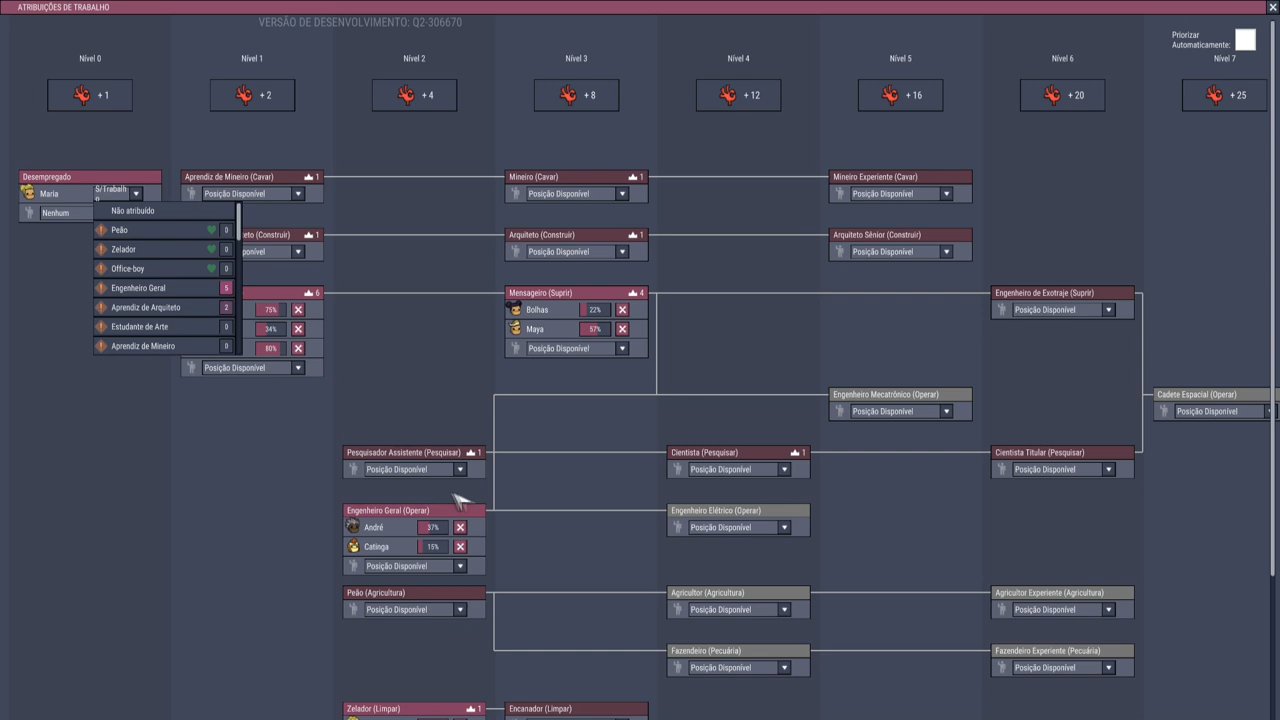 ATRIBUIÇÕES DE TRABALHO
VERSÃO DE DESENVOLVIMENTO: Q2-306670
Priorizar
Automaticamente:
Nível 0
Nível 1
Nível 2
Nível 3
Nível 4
Nível 5
Nível 6
Nível 7
+ 1
+ 2
+ 4
+ 8
+ 12
+ 16
+ 20
+ 25
Desempregado
Maria
S/Trabalh
Nenhum
Não atribuído
Peão 0
Zelador 0
Office-boy 0
Engenheiro Geral 5
Aprendiz de Arquiteto 2
Estudante de Arte 0
Aprendiz de Mineiro 0
Aprendiz de Mineiro (Cavar) 1
Posição Disponível
Mineiro (Cavar) 1
Posição Disponível
Mineiro Experiente (Cavar)
Posição Disponível
eto (Construir) 1
ponível
Arquiteto (Construir) 1
Posição Disponível
Arquiteto Sênior (Construir)
Posição Disponível
6
75%
34%
80%
Posição Disponível
Mensageiro (Suprir) 4
Bolhas 22%
Maya 57%
Posição Disponível
Engenheiro de Exotraje (Suprir)
Posição Disponível
Engenheiro Mecatrônico (Operar)
Posição Disponível
Cadete Espacial (Operar)
Posição Disponível
Pesquisador Assistente (Pesquisar) 1
Posição Disponível
Cientista (Pesquisar) 1
Posição Disponível
Cientista Titular (Pesquisar)
Posição Disponível
Engenheiro Geral (Operar)
André 37%
Catinga 15%
Posição Disponível
Engenheiro Elétrico (Operar)
Posição Disponível
Peão (Agricultura)
Posição Disponível
Agricultor (Agricultura)
Posição Disponível
Agricultor Experiente (Agricultura)
Posição Disponível
Fazendeiro (Pecuária)
Posição Disponível
Fazendeiro Experiente (Pecuária)
Posição Disponível
Zelador (Limpar) 1
Encanador (Limpar)